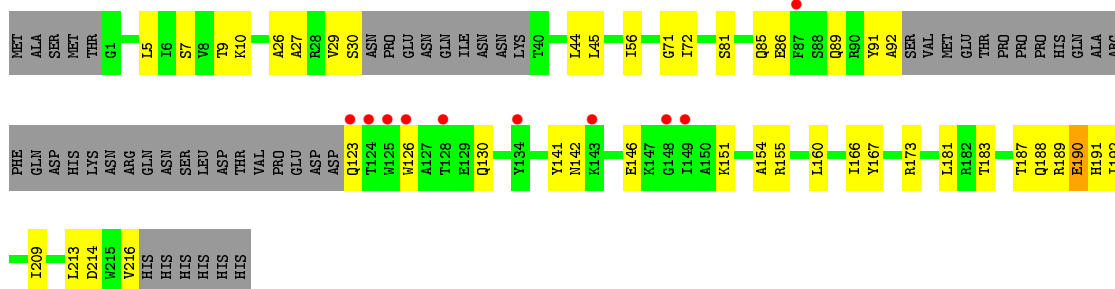 MET ALA SER MET THR G1 L5 I6 S7 V8 T9 K10 A26 A27 R28 V29 S30 ASN PRO GLU ASN GLN ILE ASN ASN LYS T40 L44 L45 I56 G71 I72 S81 Q85 E86 F87 S88 Q89 R90 Y91 A92 SER VAL MET GLU THR PRO PRO PRO HIS GLN ALA ARG
PHE GLN ASP HIS LYS ASN ARG GLN ASN SER LEU ASP THR VAL PRO GLU ASP ASP Q123 T124 W125 W126 A127 T128 E129 Q130 Y134 Y141 N142 K143 E146 K147 G148 I149 A150 K151 A154 R155 L160 I166 Y167 R173 L181 R182 T183 T187 Q188 R189 E190 H191 I192
I209 L213 D214 W215 V216 HIS HIS HIS HIS HIS HIS